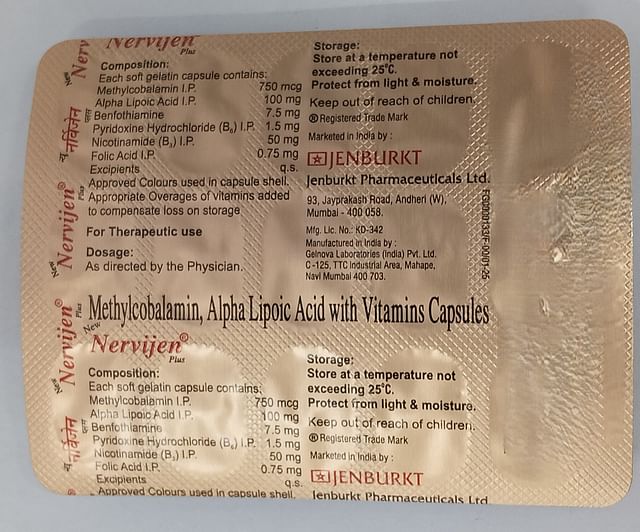 Nervijen
Plus
Composition:
Each soft gelatin capsule contains:
Methylcobalamin I.P. 750 mcg
Alpha Lipoic Acid I.P. 100 mg
Benfothiamine 7.5 mg
Pyridoxine Hydrochloride (B₆) I.P. 1.5 mg
Nicotinamide (B₃) I.P. 50 mg
Folic Acid I.P. 0.75 mg
Excipients q.s.
Approved Colours used in capsule shell.
Appropriate Overages of vitamins added
to compensate loss on storage
For Therapeutic use
Dosage:
As directed by the Physician.
Storage:
Store at a temperature not
exceeding 25°C.
Protect from light & moisture.
Keep out of reach of children.
® Registered Trade Mark
Marketed in India by :
JENBURKT
Jenburkt Pharmaceuticals Ltd.
93, Jayprakash Road, Andheri (W),
Mumbai - 400 058.
Mfg. Lic. No.: KD-342
Manufactured in India by :
Gelnova Laboratories (India) Pvt. Ltd.
C-125, TTC Industrial Area, Mahape,
Navi Mumbai 400 703.
Methylcobalamin, Alpha Lipoic Acid with Vitamins Capsules
New
Nervijen®
Plus
Composition:
Each soft gelatin capsule contains:
Methylcobalamin I.P. 750 mcg
Alpha Lipoic Acid I.P. 100 mg
Benfothiamine 7.5 mg
Pyridoxine Hydrochloride (B₆) I.P. 1.5 mg
Nicotinamide (B₃) I.P. 50 mg
Folic Acid I.P. 0.75 mg
Excipients q.s.
Approved Colours used in capsule shell.
Storage:
Store at a temperature not
exceeding 25°C.
Protect from light & moisture.
Keep out of reach of children.
® Registered Trade Mark
Marketed in India by :
JENBURKT
Jenburkt Pharmaceuticals Ltd
New Nerv
न्यू नर्विजेन प्लस
New Nervijen® Plus
New Nervijen® Plus
न्यू नर्विजेन प्लस